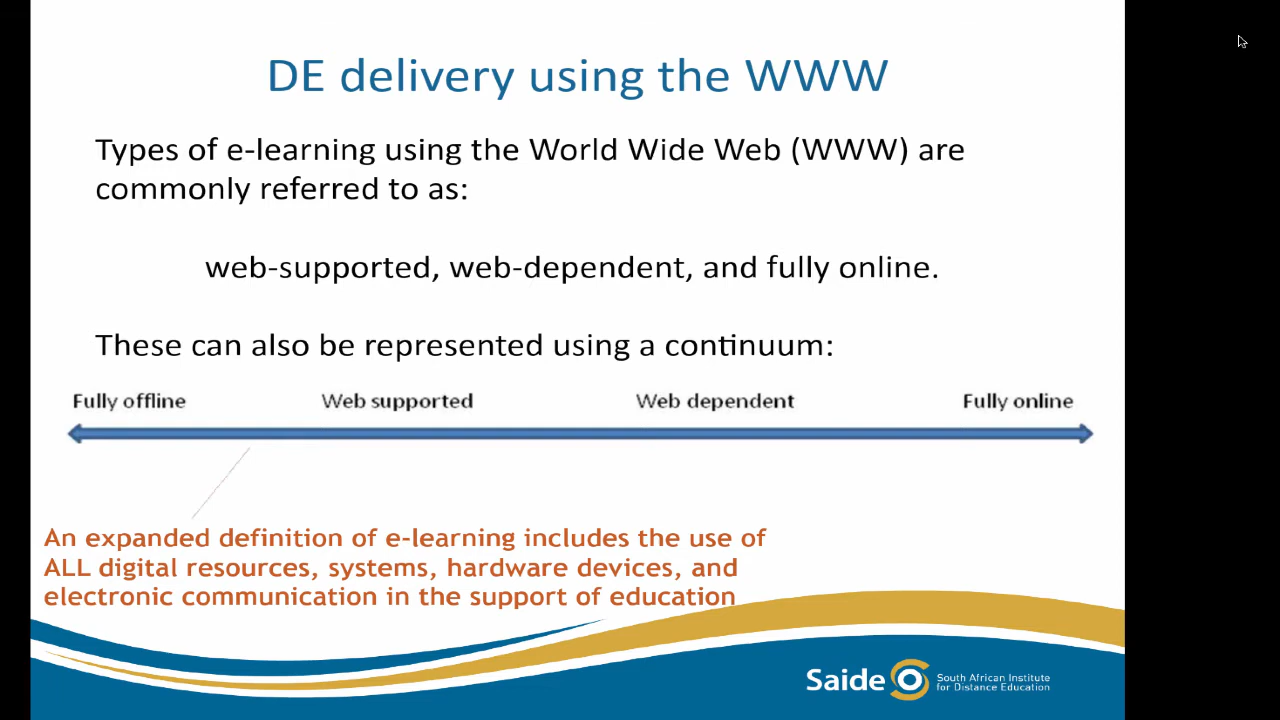 DE delivery using the WWW
Types of e-learning using the World Wide Web (WWW) are
commonly referred to as:
web-supported, web-dependent, and fully online.
These can also be represented using a continuum:
Fully offline Web supported Web dependent Fully online
An expanded definition of e-learning includes the use of
ALL digital resources, systems, hardware devices, and
electronic communication in the support of education
Saide South African Institute
for Distance Education